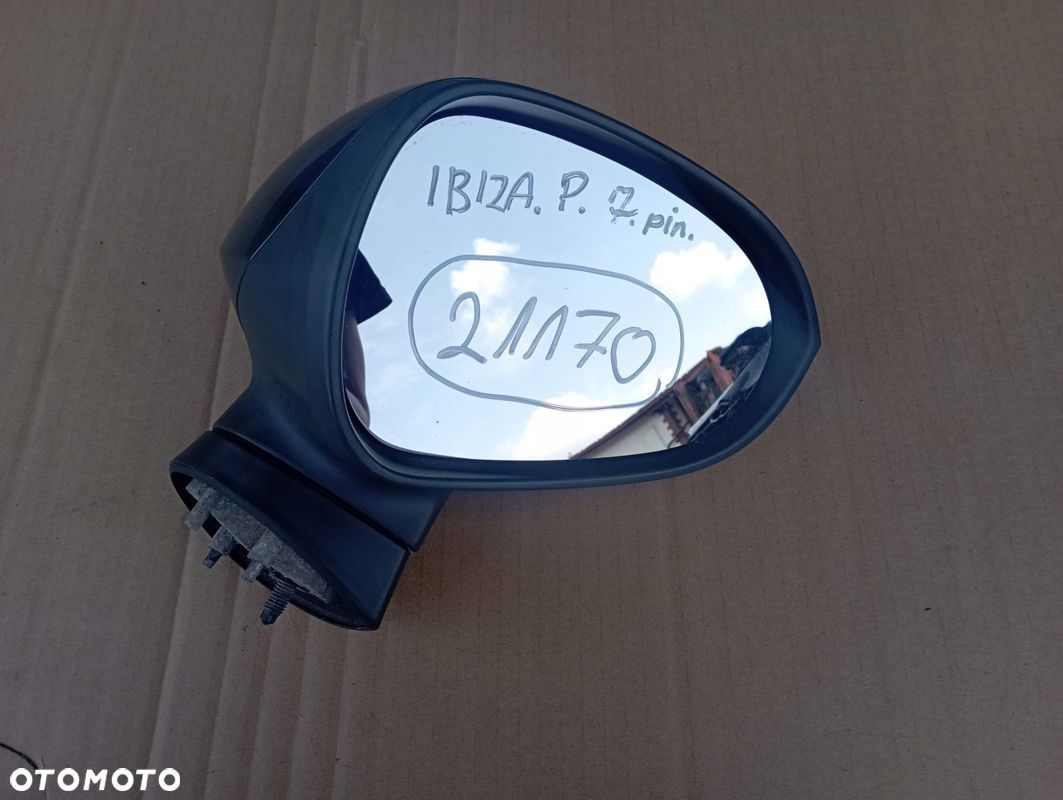 IBIZA. P. 7. pin.
21170
OTOMOTO